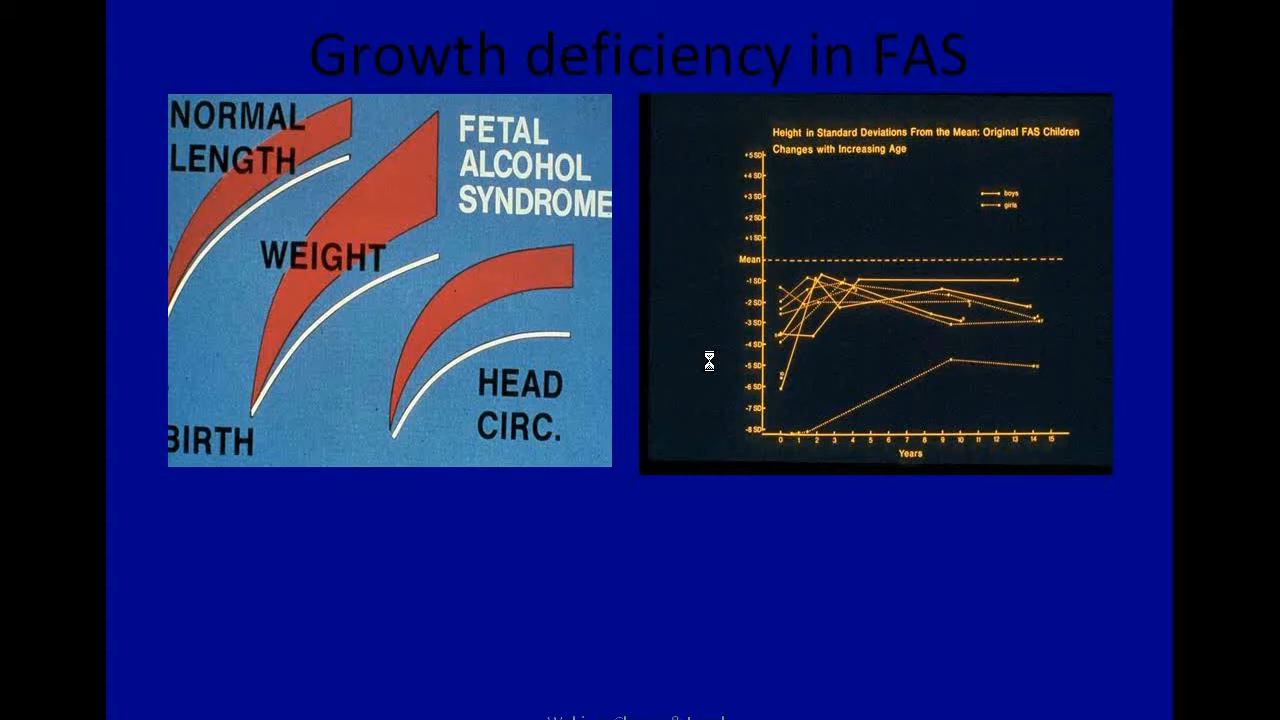 Growth deficiency in FAS
NORMAL
LENGTH
FETAL
ALCOHOL
SYNDROME
WEIGHT
HEAD
CIRC.
BIRTH
Height in Standard Deviations From the Mean: Original FAS Children
Changes with Increasing Age
+5 SD
+4 SD
+3 SD
+2 SD
+1 SD
Mean
-1 SD
-2 SD
-3 SD
-4 SD
-5 SD
-6 SD
-7 SD
-8 SD
boys
girls
0 1 2 3 4 5 6 7 8 9 10 11 12 13 14 15
Years